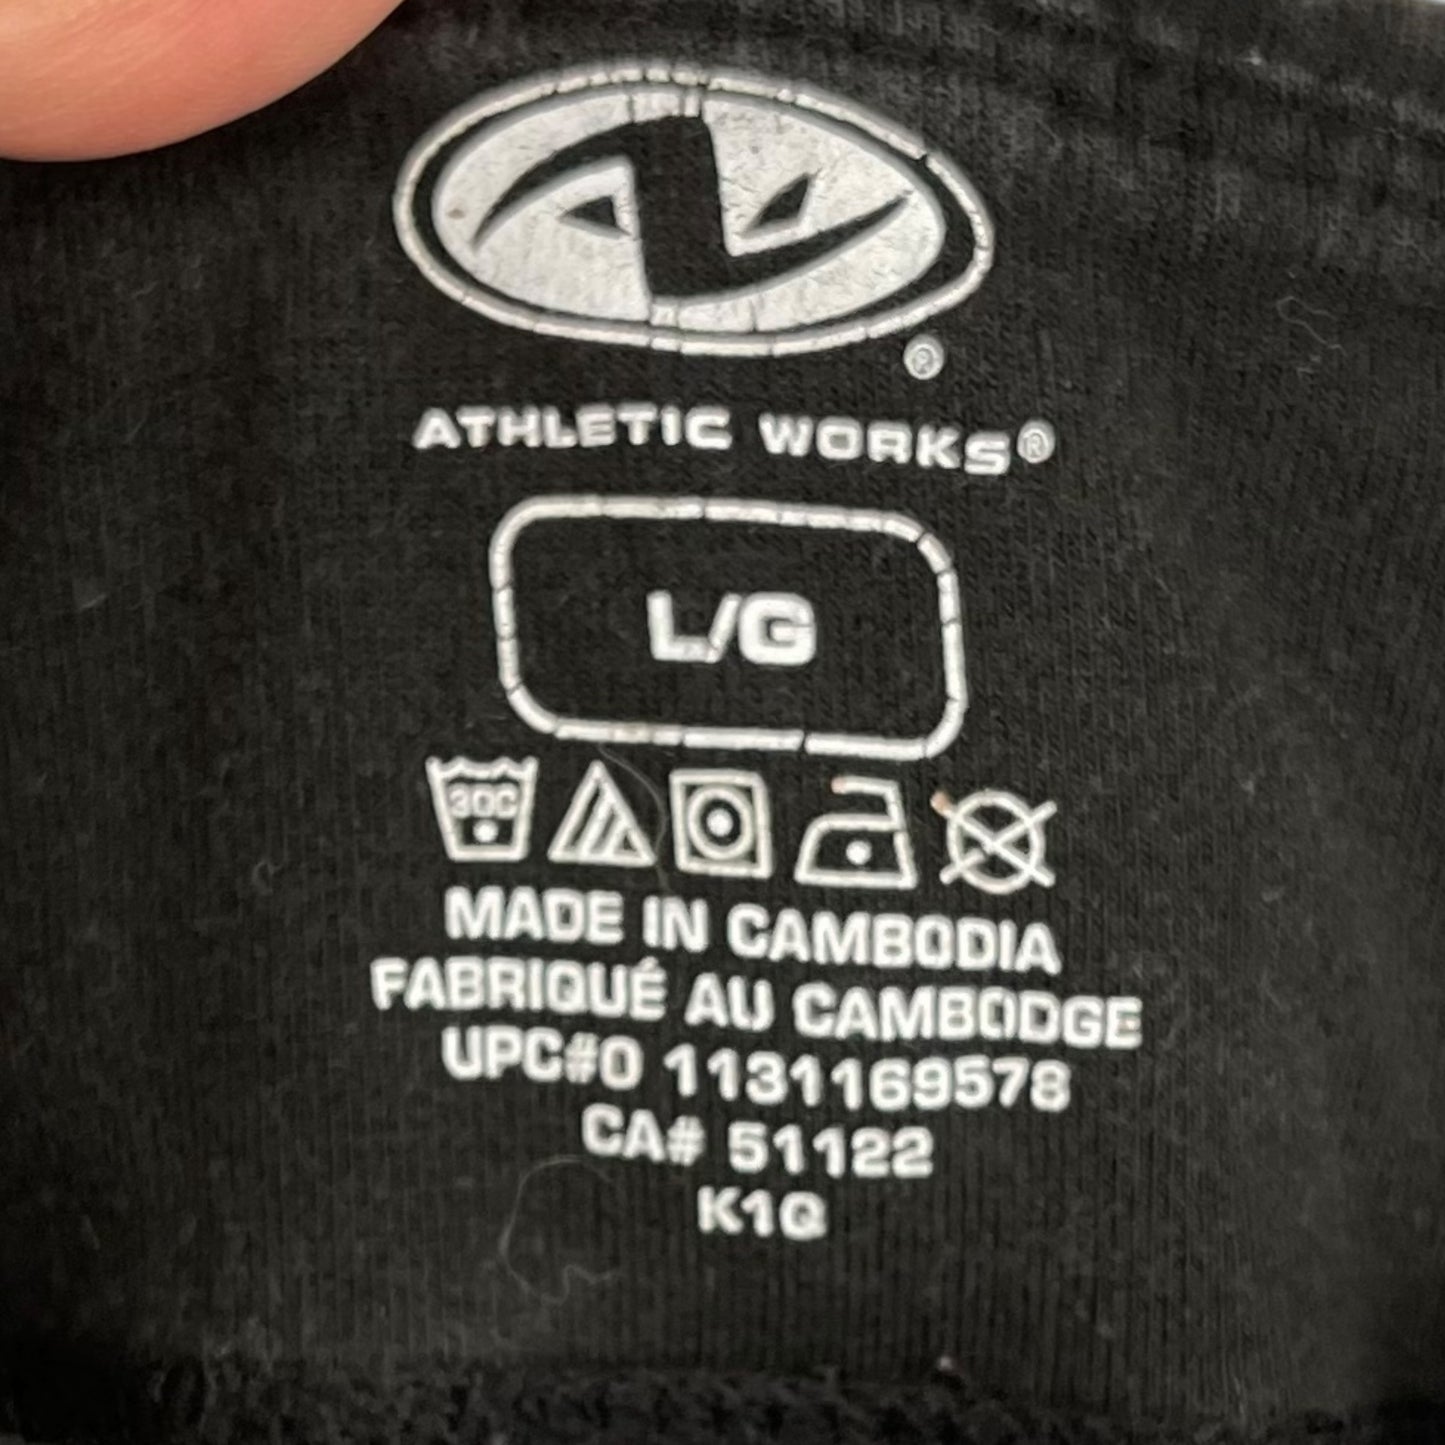 ®
ATHLETIC WORKS®
L/G
30C
MADE IN CAMBODIA
FABRIQUÉ AU CAMBODGE
UPC#0 1131169578
CA# 51122
K1Q